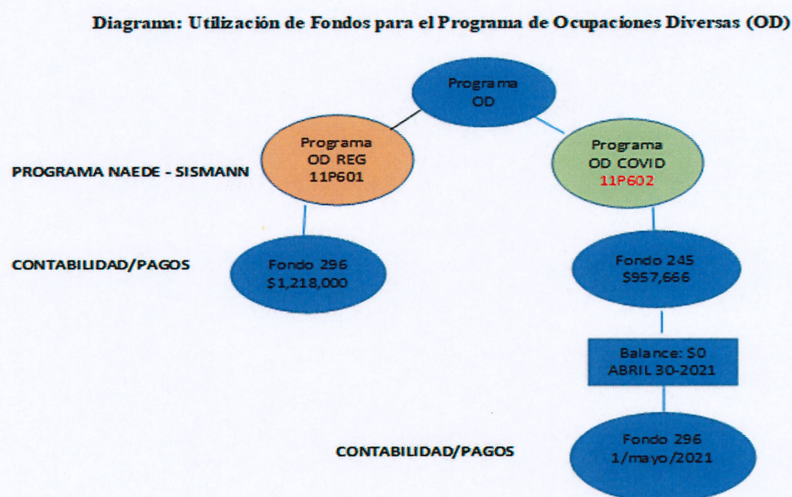 Diagrama: Utilización de Fondos para el Programa de Ocupaciones Diversas (OD)
Programa
OD
Programa
OD REG
11P601
Programa
OD COVID
11P602
PROGRAMA NAEDE - SISMANN
CONTABILIDAD/PAGOS
Fondo 296
$1,218,000
Fondo 245
$957,666
Balance: $0
ABRIL 30-2021
CONTABILIDAD/PAGOS
Fondo 296
1/mayo/2021